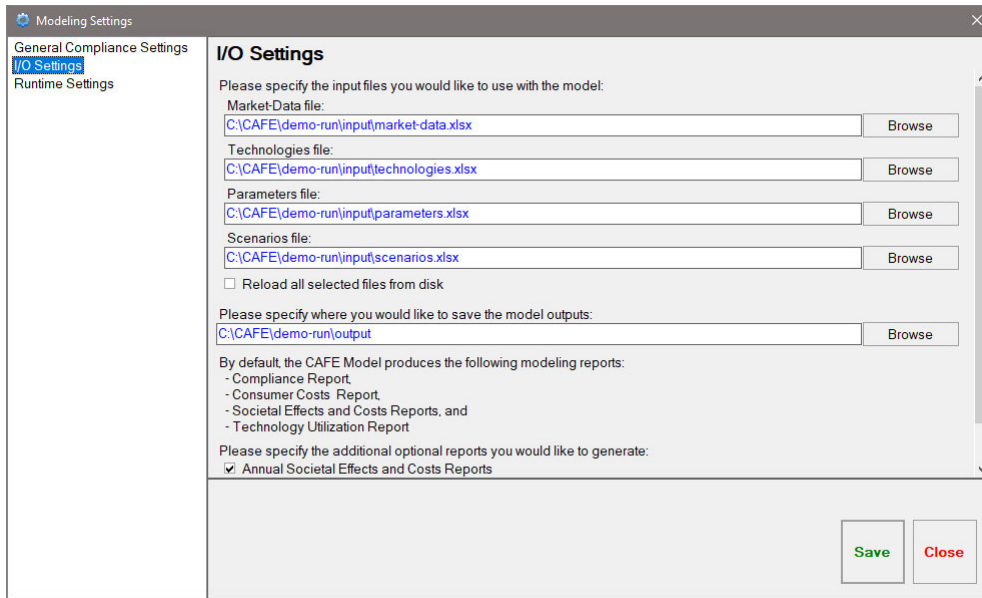 Modeling Settings
General Compliance Settings
I/O Settings
Runtime Settings
I/O Settings
Please specify the input files you would like to use with the model:
Market-Data file:
C:\CAFE\demo-run\input\market-data.xlsx
Browse
Technologies file:
C:\CAFE\demo-run\input\technologies.xlsx
Browse
Parameters file:
C:\CAFE\demo-run\input\parameters.xlsx
Browse
Scenarios file:
C:\CAFE\demo-run\input\scenarios.xlsx
Browse
Reload all selected files from disk
Please specify where you would like to save the model outputs:
C:\CAFE\demo-run\output
Browse
By default, the CAFE Model produces the following modeling reports:
- Compliance Report,
- Consumer Costs Report,
- Societal Effects and Costs Reports, and
- Technology Utilization Report
Please specify the additional optional reports you would like to generate:
Annual Societal Effects and Costs Reports
Save
Close